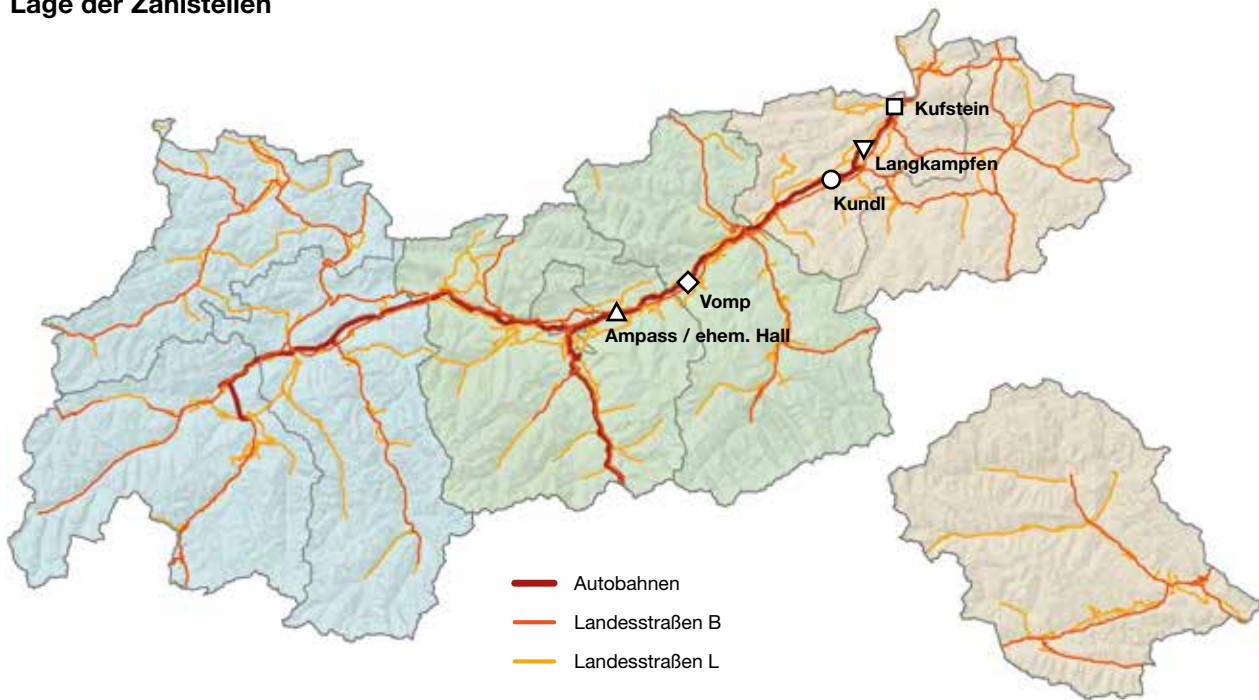 Lage der Zählstellen
Kufstein
Langkampfen
Kundl
Vomp
Ampass / ehem. Hall
Autobahnen
Landesstraßen B
Landesstraßen L